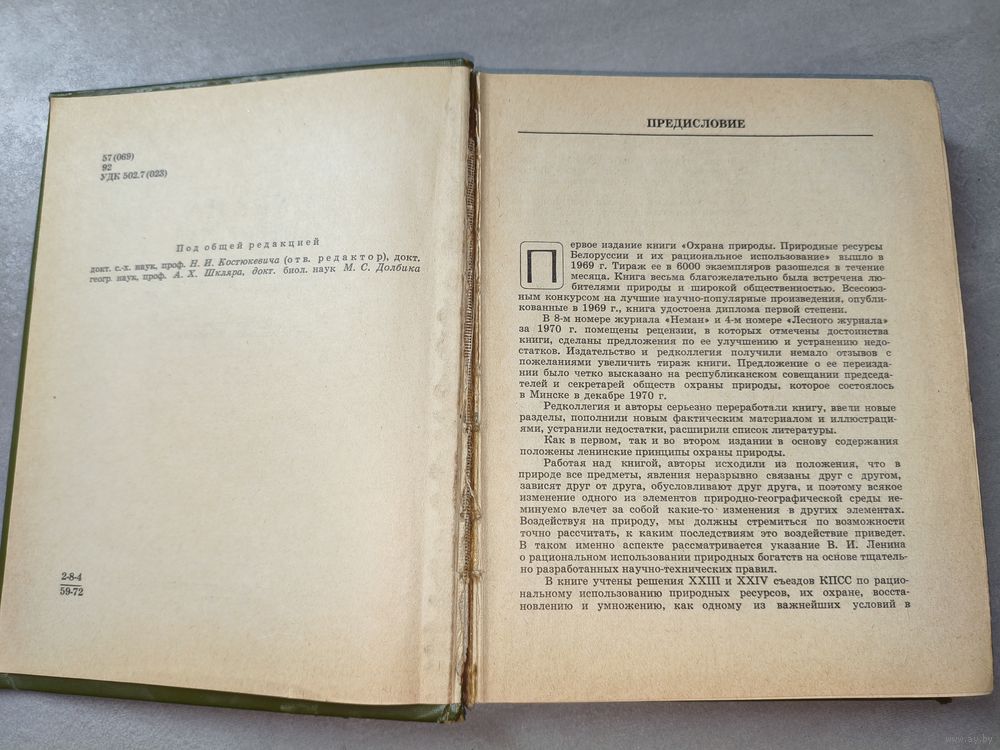 57(069)
92
УДК 502.7(023)
Под общей редакцией
докт. с.-х. наук, проф. Н. И. Костюкевича (отв. редактор), докт.
геогр. наук, проф. А. Х. Шкляра, докт. биол. наук М. С. Долбика
2-8-4
59-72
ПРЕДИСЛОВИЕ
Первое издание книги «Охрана природы. Природные ресурсы
Белоруссии и их рациональное использование» вышло в
1969 г. Тираж ее в 6000 экземпляров разошелся в течение
месяца. Книга весьма благожелательно была встречена лю-
бителями природы и широкой общественностью. Всесоюз-
ным конкурсом на лучшие научно-популярные произведения, опубли-
кованные в 1969 г., книга удостоена диплома первой степени.
В 8-м номере журнала «Неман» и 4-м номере «Лесного журнала»
за 1970 г. помещены рецензии, в которых отмечены достоинства
книги, сделаны предложения по ее улучшению и устранению недо-
статков. Издательство и редколлегия получили немало отзывов с
пожеланиями увеличить тираж книги. Предложение о ее переизда-
нии было четко высказано на республиканском совещании председа-
телей и секретарей обществ охраны природы, которое состоялось
в Минске в декабре 1970 г.
Редколлегия и авторы серьезно переработали книгу, ввели новые
разделы, пополнили новым фактическим материалом и иллюстраци-
ями, устранили недостатки, расширили список литературы.
Как в первом, так и во втором издании в основу содержания
положены ленинские принципы охраны природы.
Работая над книгой, авторы исходили из положения, что в
природе все предметы, явления неразрывно связаны друг с другом,
зависят друг от друга, обусловливают друг друга, и поэтому всякое
изменение одного из элементов природно-географической среды не-
минуемо влечет за собой какие-то изменения в других элементах.
Воздействуя на природу, мы должны стремиться по возможности
точно рассчитать, к каким последствиям это воздействие приведет.
В таком именно аспекте рассматривается указание В. И. Ленина
о рациональном использовании природных богатств на основе тщатель-
но разработанных научно-технических правил.
В книге учтены решения XXIII и XXIV съездов КПСС по рацио-
нальному использованию природных ресурсов, их охране, восста-
новлению и умножению, как одному из важнейших условий в
www.ay.by